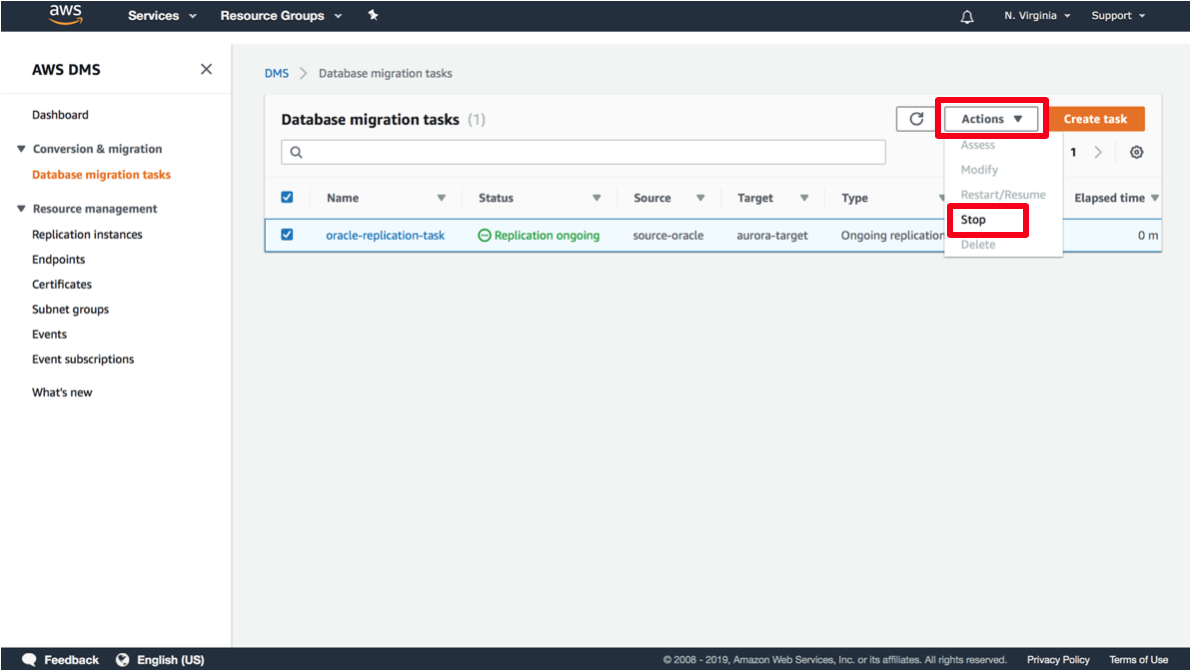 aws Services Resource Groups N. Virginia Support
AWS DMS
Dashboard
Conversion & migration
Database migration tasks
Resource management
Replication instances
Endpoints
Certificates
Subnet groups
Events
Event subscriptions
What's new
DMS Database migration tasks
Database migration tasks (1) Actions Create task
1
Assess
Modify
Restart/Resume
Stop
Delete
Name Status Source Target Type Elapsed time
oracle-replication-task Replication ongoing source-oracle aurora-target Ongoing replication 0 m
Feedback English (US) © 2008 - 2019, Amazon Web Services, Inc. or its affiliates. All rights reserved. Privacy Policy Terms of Use